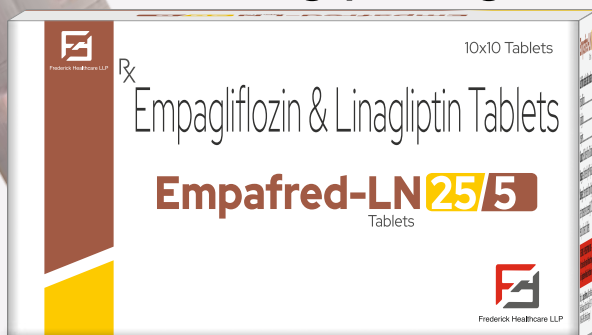 Frederick Healthcare LLP
10x10 Tablets
Rx
Empagliflozin & Linagliptin Tablets
Empafred-LN 25/5
Tablets
Frederick Healthcare LLP